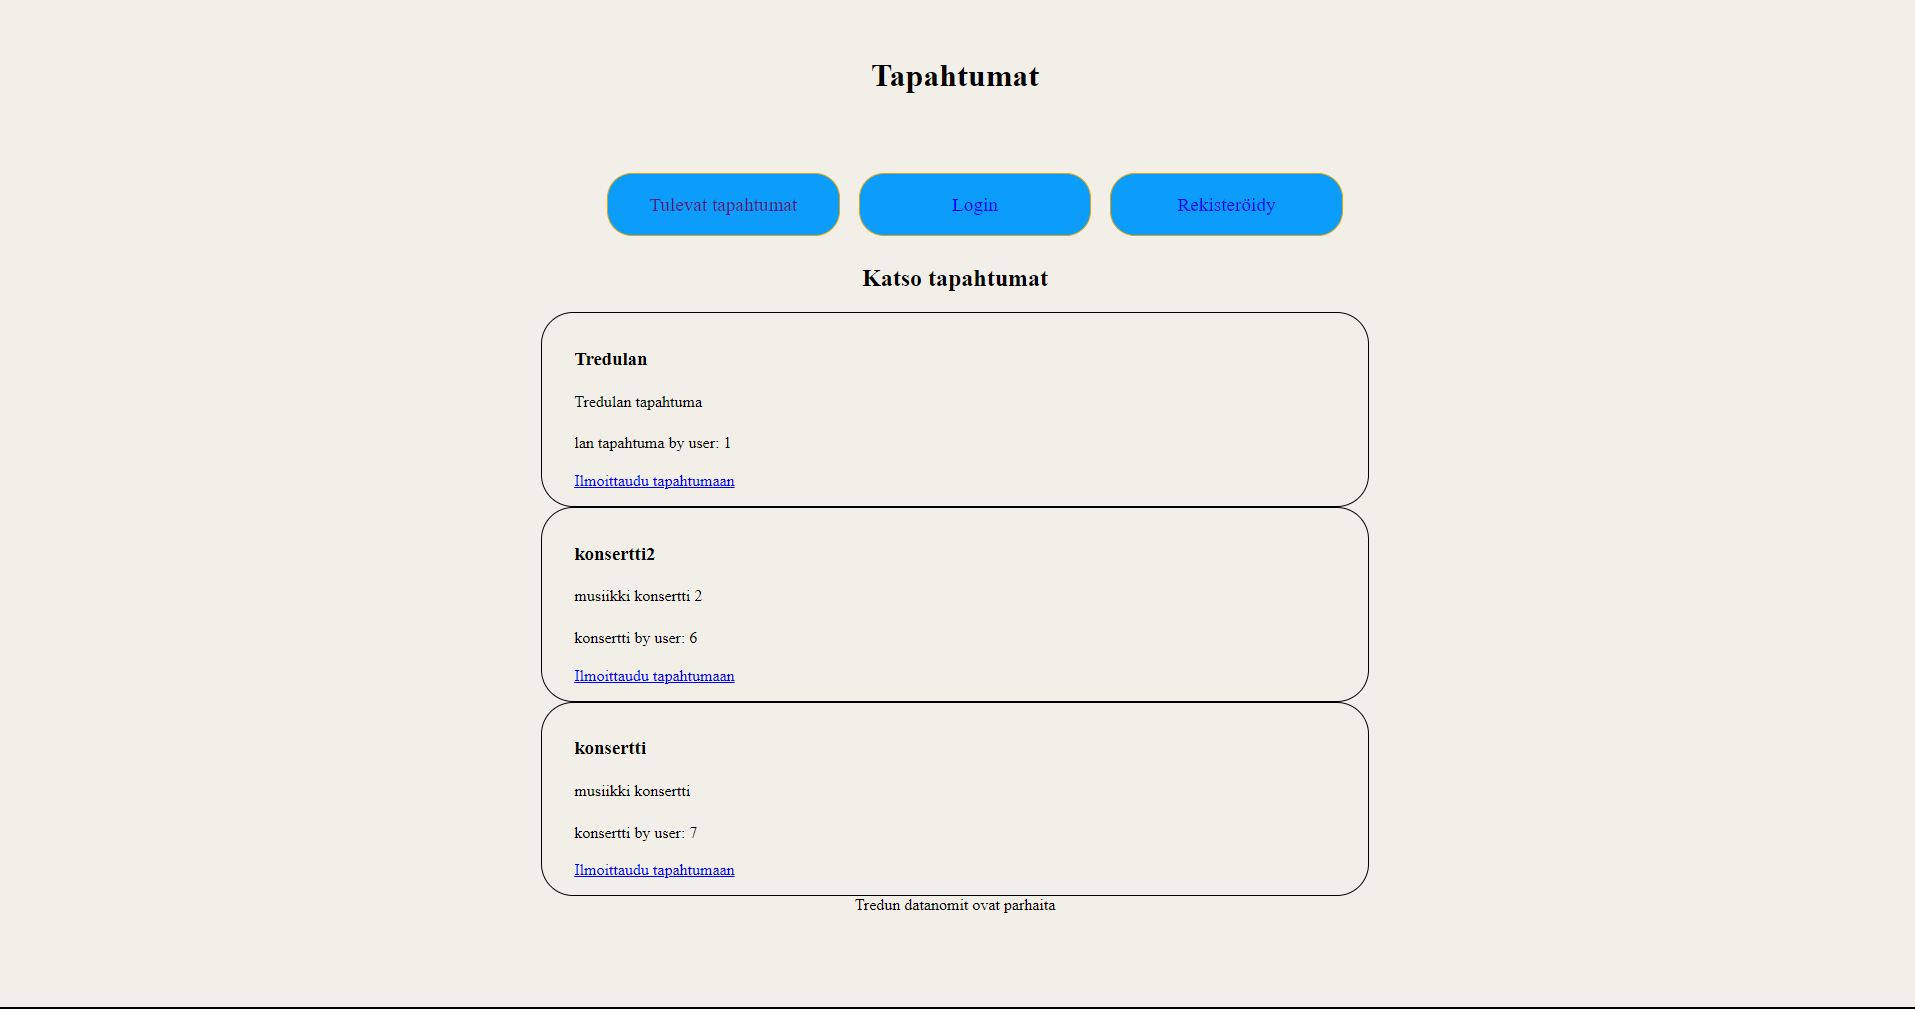 Tapahtumat
Tulevat tapahtumat
Login
Rekisteröidy
Katso tapahtumat
Tredulan
Tredulan tapahtuma
lan tapahtuma by user: 1
Ilmoittaudu tapahtumaan
konsertti2
musiikki konsertti 2
konsertti by user: 6
Ilmoittaudu tapahtumaan
konsertti
musiikki konsertti
konsertti by user: 7
Ilmoittaudu tapahtumaan
Tredun datanomit ovat parhaita